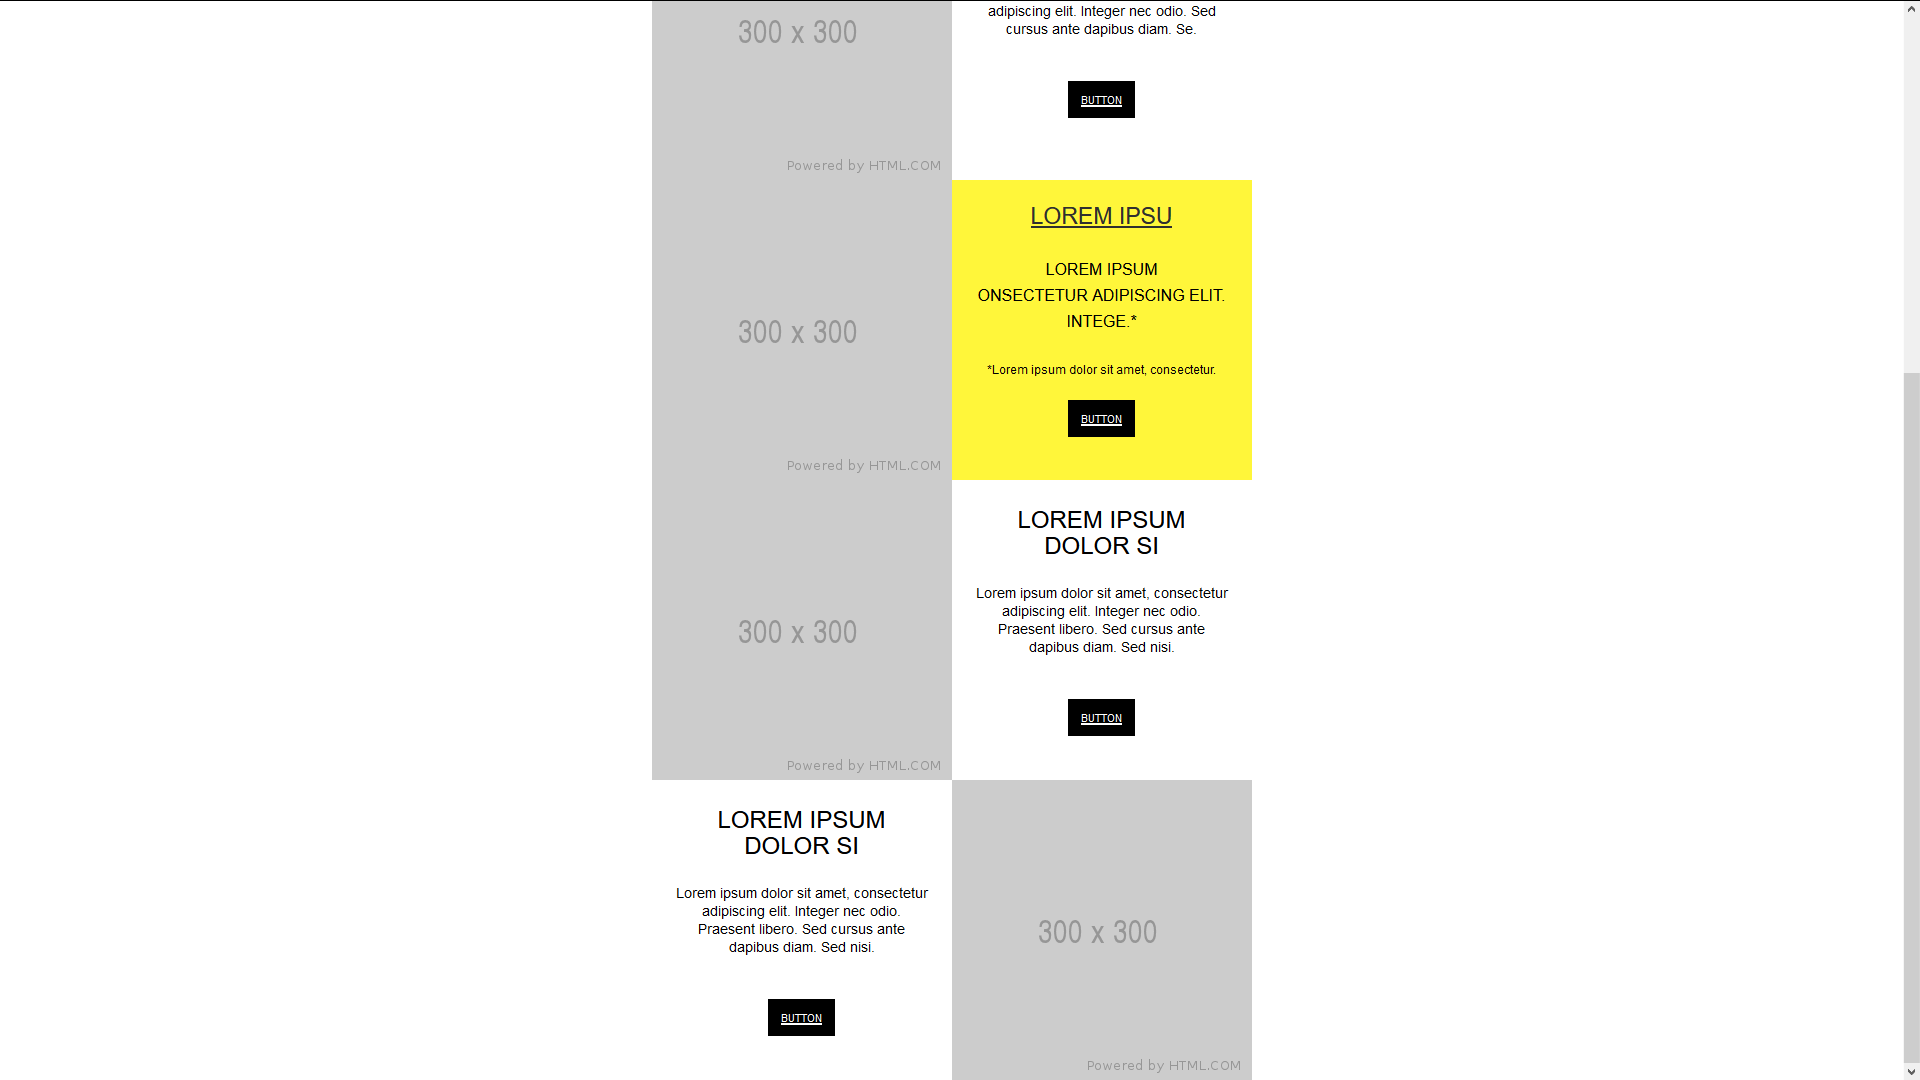 300 x 300
Powered by HTML.COM
adipiscing elit. Integer nec odio. Sed
cursus ante dapibus diam. Se.
BUTTON
300 x 300
Powered by HTML.COM
LOREM IPSU
LOREM IPSUM
ONSECTETUR ADIPISCING ELIT.
INTEGE.*
*Lorem ipsum dolor sit amet, consectetur.
BUTTON
300 x 300
Powered by HTML.COM
LOREM IPSUM
DOLOR SI
Lorem ipsum dolor sit amet, consectetur
adipiscing elit. Integer nec odio.
Praesent libero. Sed cursus ante
dapibus diam. Sed nisi.
BUTTON
LOREM IPSUM
DOLOR SI
Lorem ipsum dolor sit amet, consectetur
adipiscing elit. Integer nec odio.
Praesent libero. Sed cursus ante
dapibus diam. Sed nisi.
BUTTON
300 x 300
Powered by HTML.COM